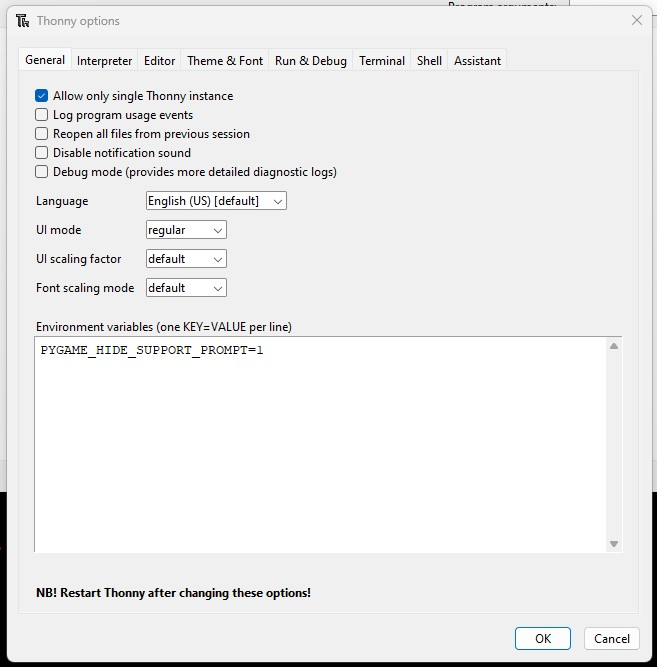 Program arguments:
Thonny options
General Interpreter Editor Theme & Font Run & Debug Terminal Shell Assistant
Allow only single Thonny instance
Log program usage events
Reopen all files from previous session
Disable notification sound
Debug mode (provides more detailed diagnostic logs)
Language English (US) [default]
UI mode regular
UI scaling factor default
Font scaling mode default
Environment variables (one KEY=VALUE per line)
PYGAME_HIDE_SUPPORT_PROMPT=1
NB! Restart Thonny after changing these options!
OK Cancel